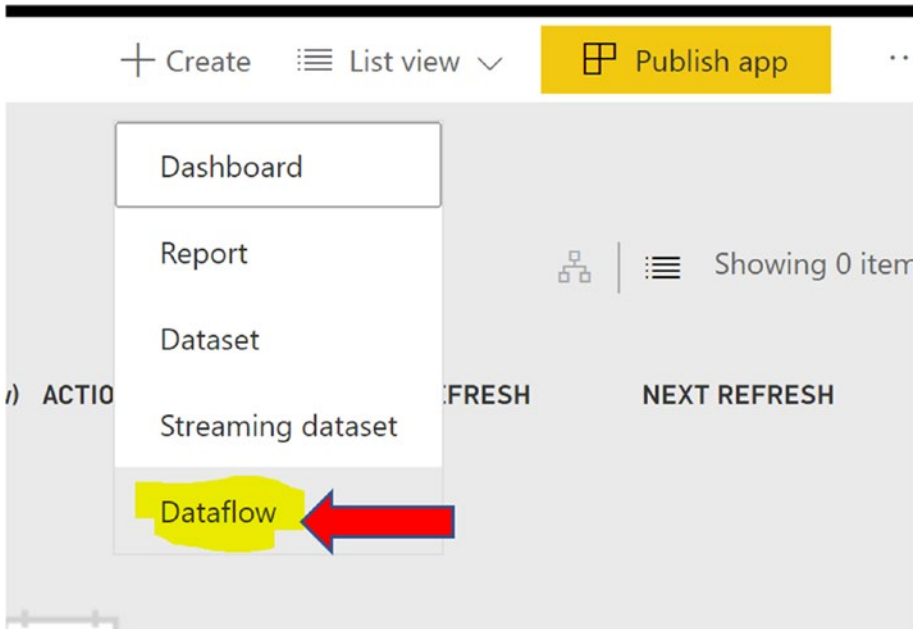 Create List view Publish app
Dashboard
Report
Showing 0 item
Dataset
ACTIO FRESH NEXT REFRESH
Streaming dataset
Dataflow